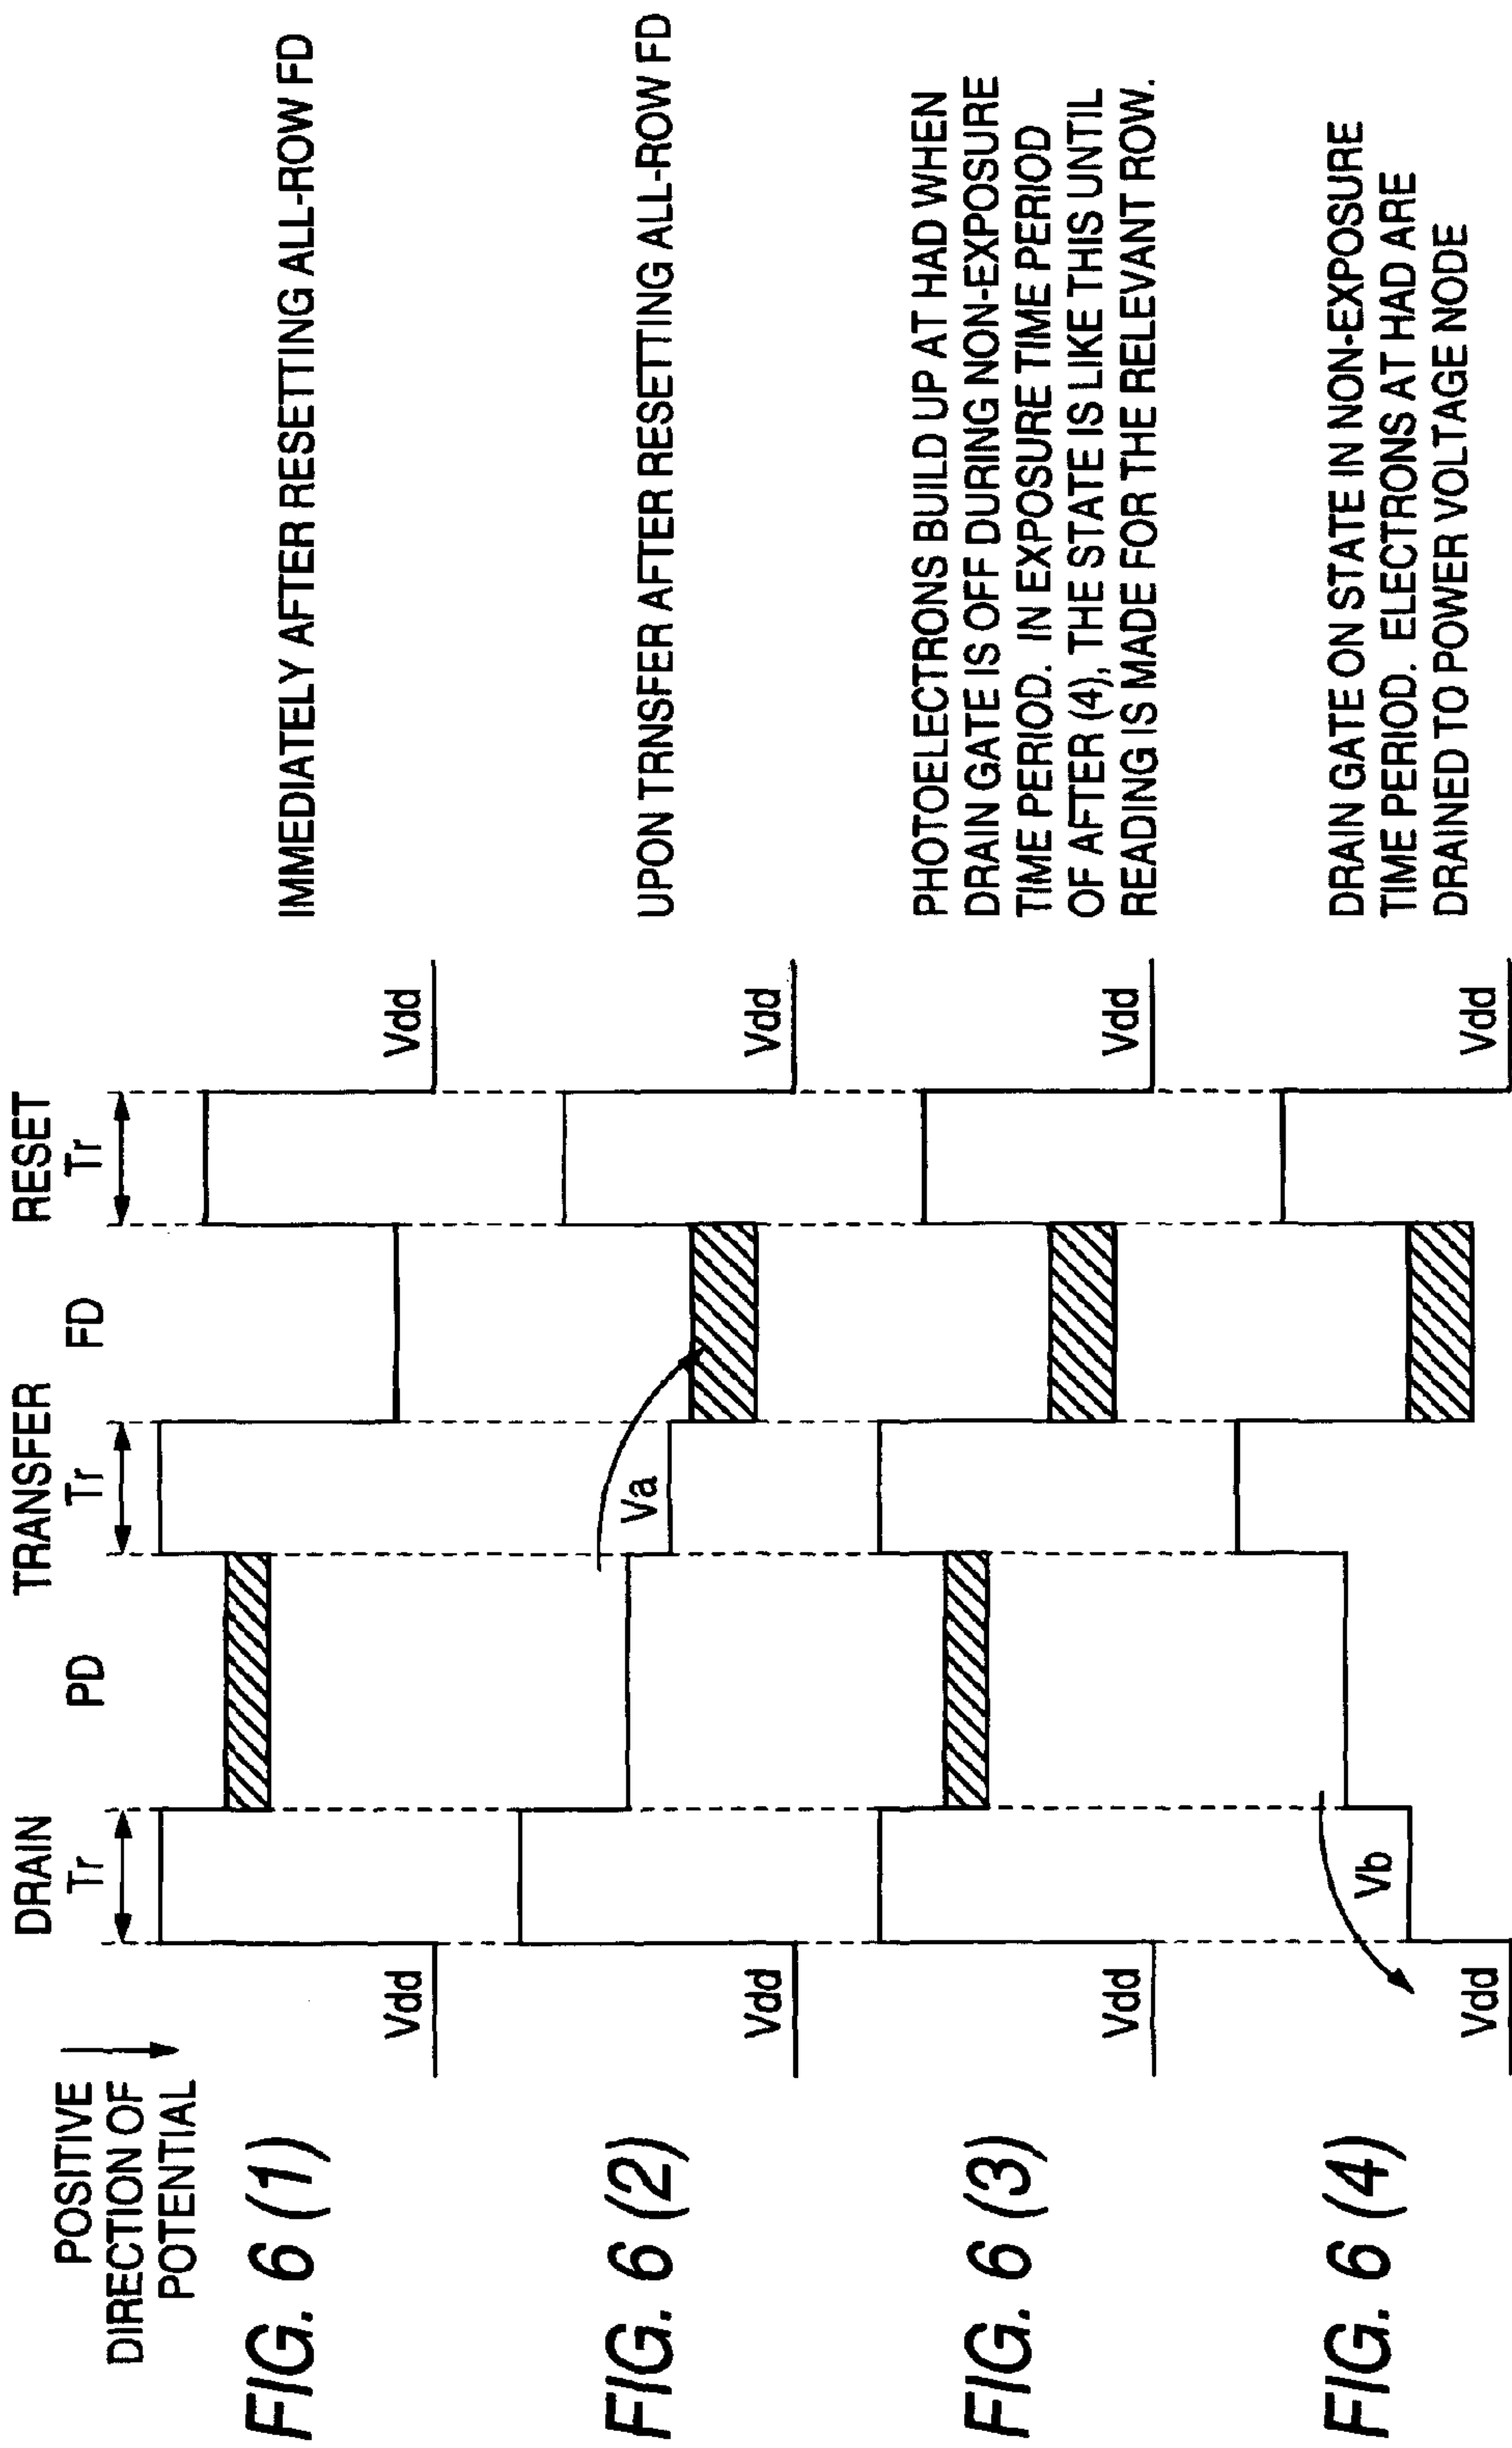 POSITIVE
DIRECTION OF
POTENTIAL
DRAIN
Tr
PD
TRANSFER
Tr
FD
RESET
Tr
FIG. 6 (1)
Vdd
Vdd
IMMEDIATELY AFTER RESETTING ALL-ROW FD
FIG. 6 (2)
Vdd
Va
Vdd
UPON TRNSFER AFTER RESETTING ALL-ROW FD
FIG. 6 (3)
Vdd
Vdd
PHOTOELECTRONS BUILD UP AT HAD WHEN
DRAIN GATE IS OFF DURING NON-EXPOSURE
TIME PERIOD. IN EXPOSURE TIME PERIOD
OF AFTER (4), THE STATE IS LIKE THIS UNTIL
READING IS MADE FOR THE RELEVANT ROW.
FIG. 6 (4)
Vdd
Vb
Vdd
DRAIN GATE ON STATE IN NON-EXPOSURE
TIME PERIOD. ELECTRONS AT HAD ARE
DRAINED TO POWER VOLTAGE NODE